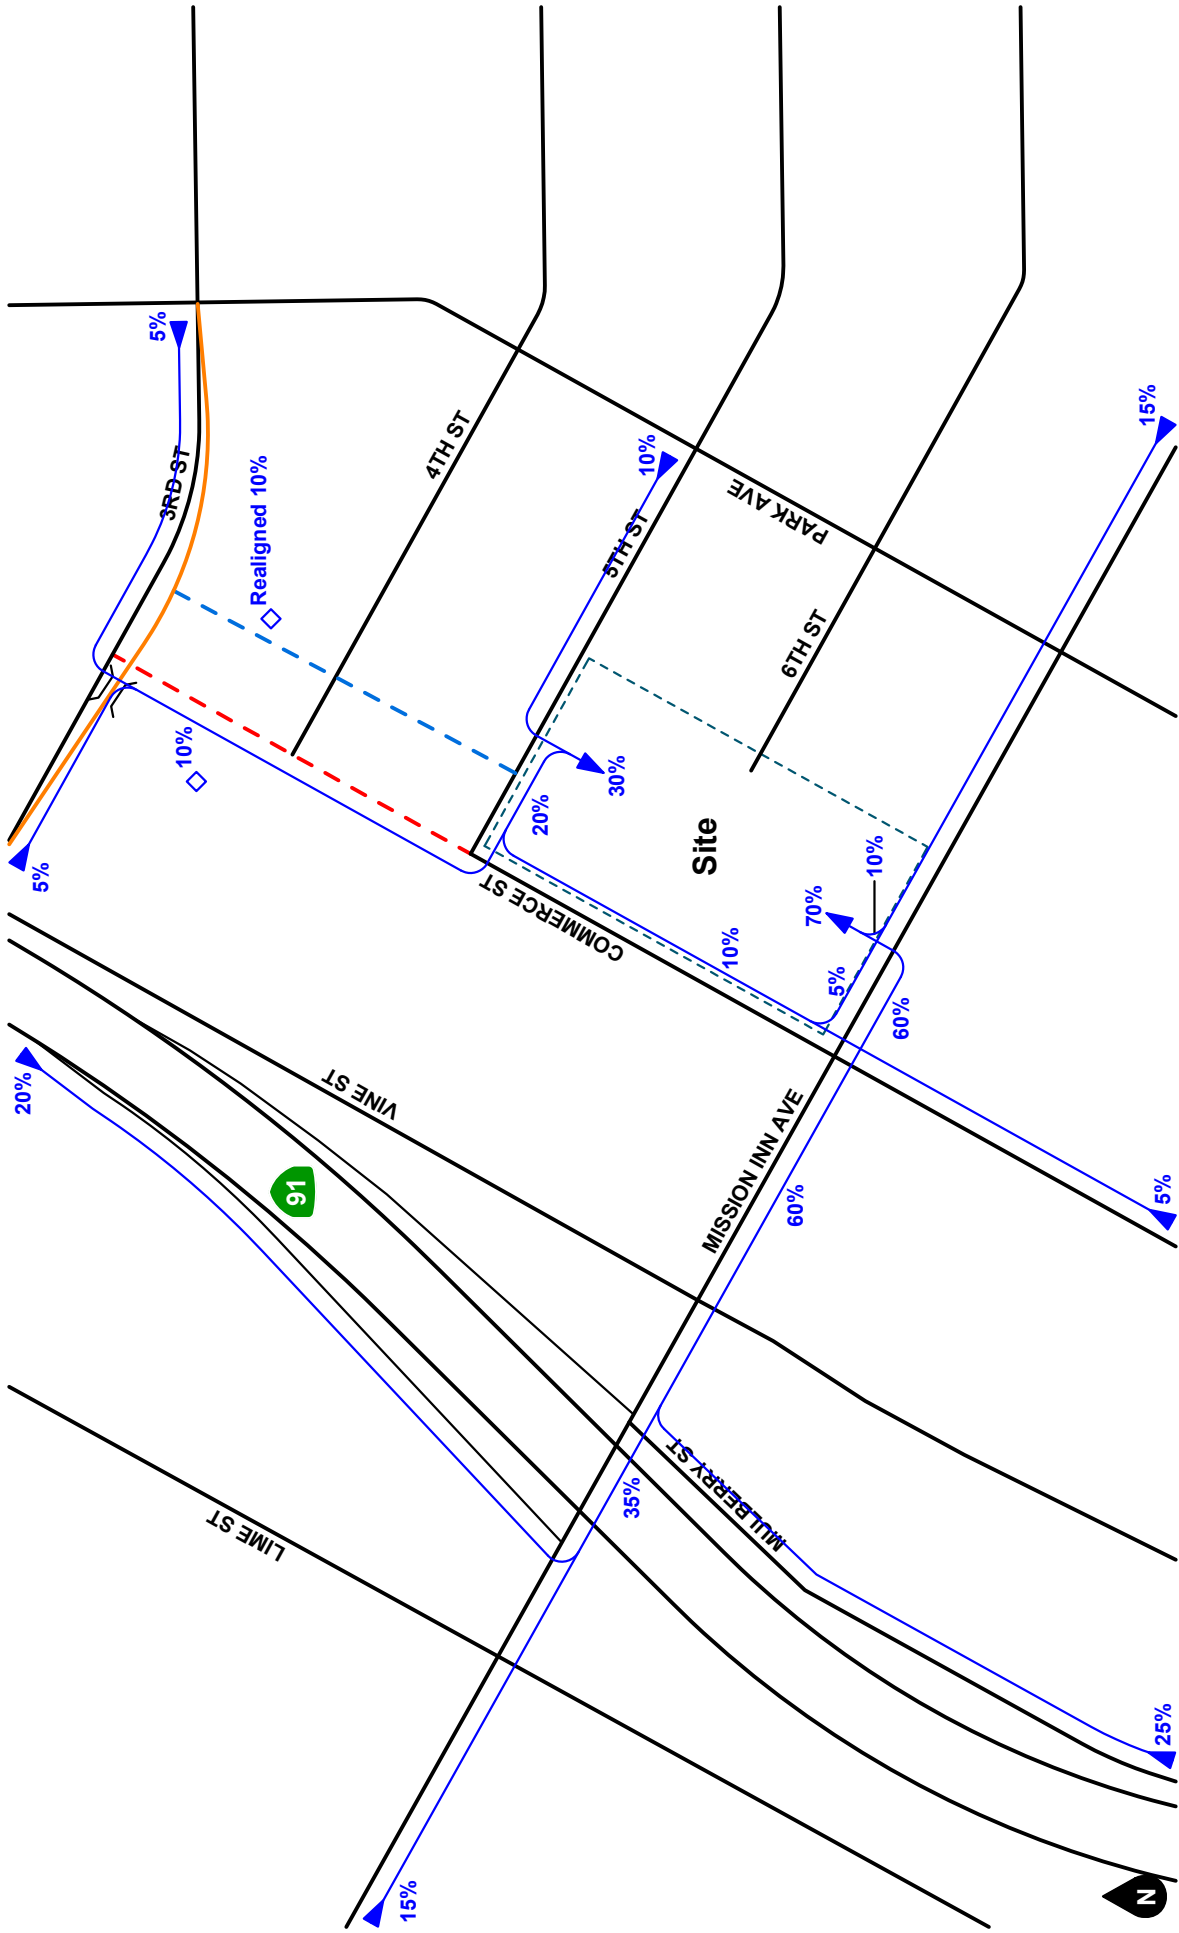 5%
3RD ST
Realigned 10%
10%
5%
4TH ST
10%
5TH ST
PARK AVE
6TH ST
15%
30%
20%
COMMERCE ST
Site
10%
70%
10%
5%
60%
20%
91
VINE ST
MISSION INN AVE
60%
5%
LIME ST
35%
MULBERRY ST
25%
15%
N